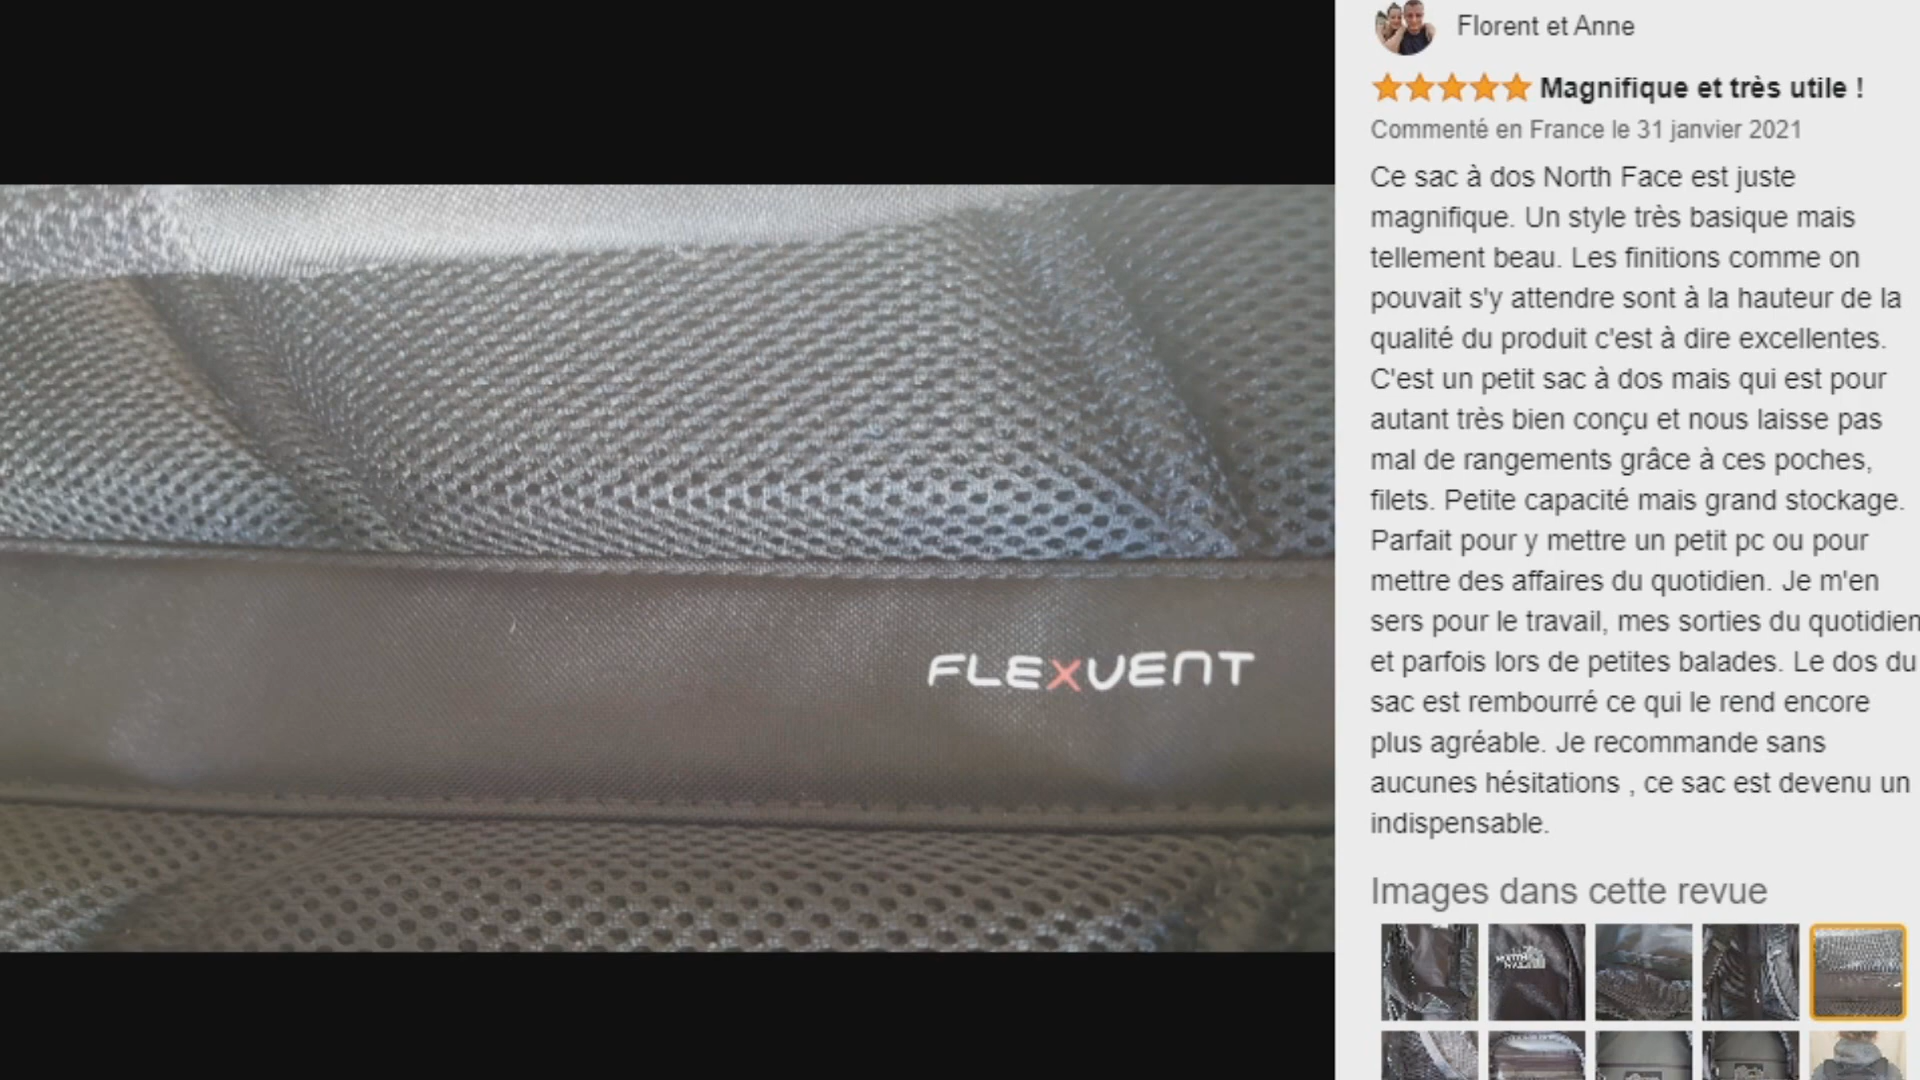 Florent et Anne
Magnifique et très utile !
Commenté en France le 31 janvier 2021
Ce sac à dos North Face est juste
magnifique. Un style très basique mais
tellement beau. Les finitions comme on
pouvait s'y attendre sont à la hauteur de la
qualité du produit c'est à dire excellentes.
C'est un petit sac à dos mais qui est pour
autant très bien conçu et nous laisse pas
mal de rangements grâce à ces poches,
filets. Petite capacité mais grand stockage.
Parfait pour y mettre un petit pc ou pour
mettre des affaires du quotidien. Je m'en
sers pour le travail, mes sorties du quotidien
et parfois lors de petites balades. Le dos du
sac est rembourré ce qui le rend encore
plus agréable. Je recommande sans
aucunes hésitations , ce sac est devenu un
indispensable.
Images dans cette revue
FLEXVENT